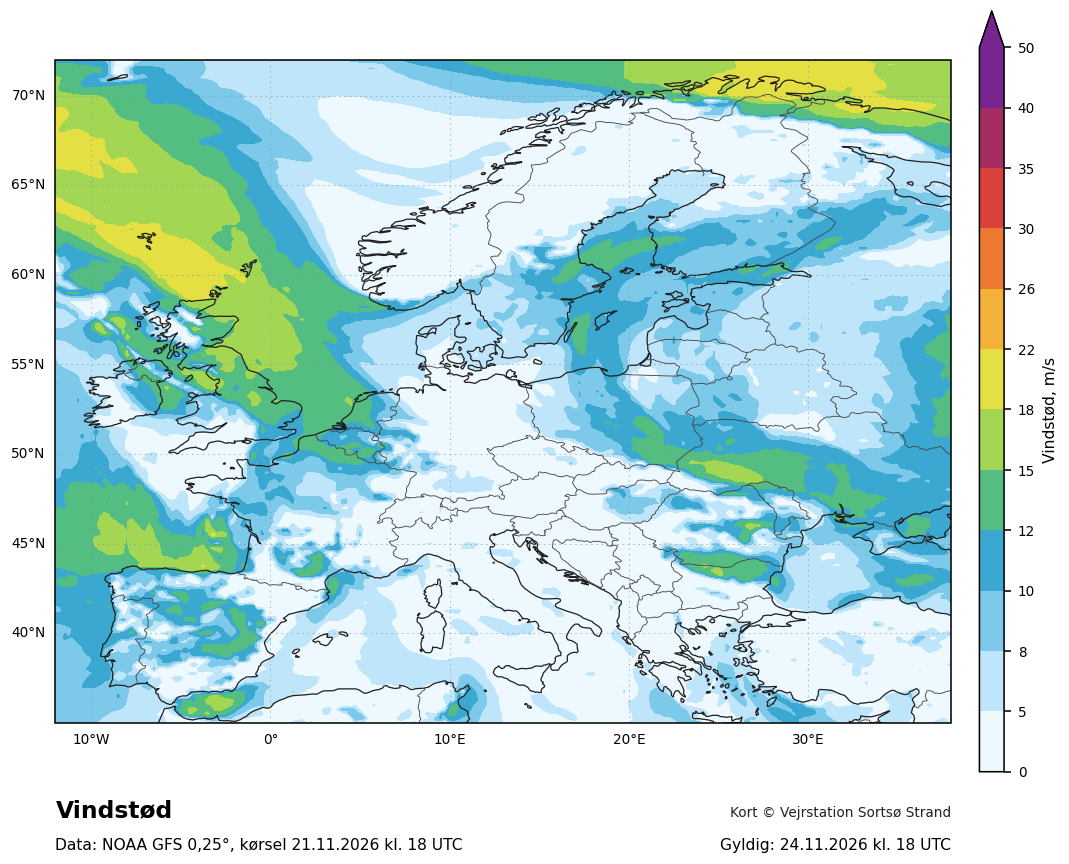 50
40
35
30
26
22
18
15
12
10
8
5
0
Vindstød, m/s
70°N
65°N
60°N
55°N
50°N
45°N
40°N
10°W
0°
10°E
20°E
30°E
Vindstød
Kort © Vejrstation Sortsø Strand
Data: NOAA GFS 0,25°, kørsel 21.11.2026 kl. 18 UTC
Gyldig: 24.11.2026 kl. 18 UTC